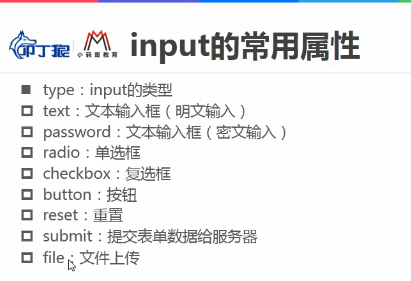 叩丁狼
小码哥教育
input的常用属性
type：input的类型
text：文本输入框（明文输入）
password：文本输入框（密文输入）
radio：单选框
checkbox：复选框
button：按钮
reset：重置
submit：提交表单数据给服务器
file：文件上传